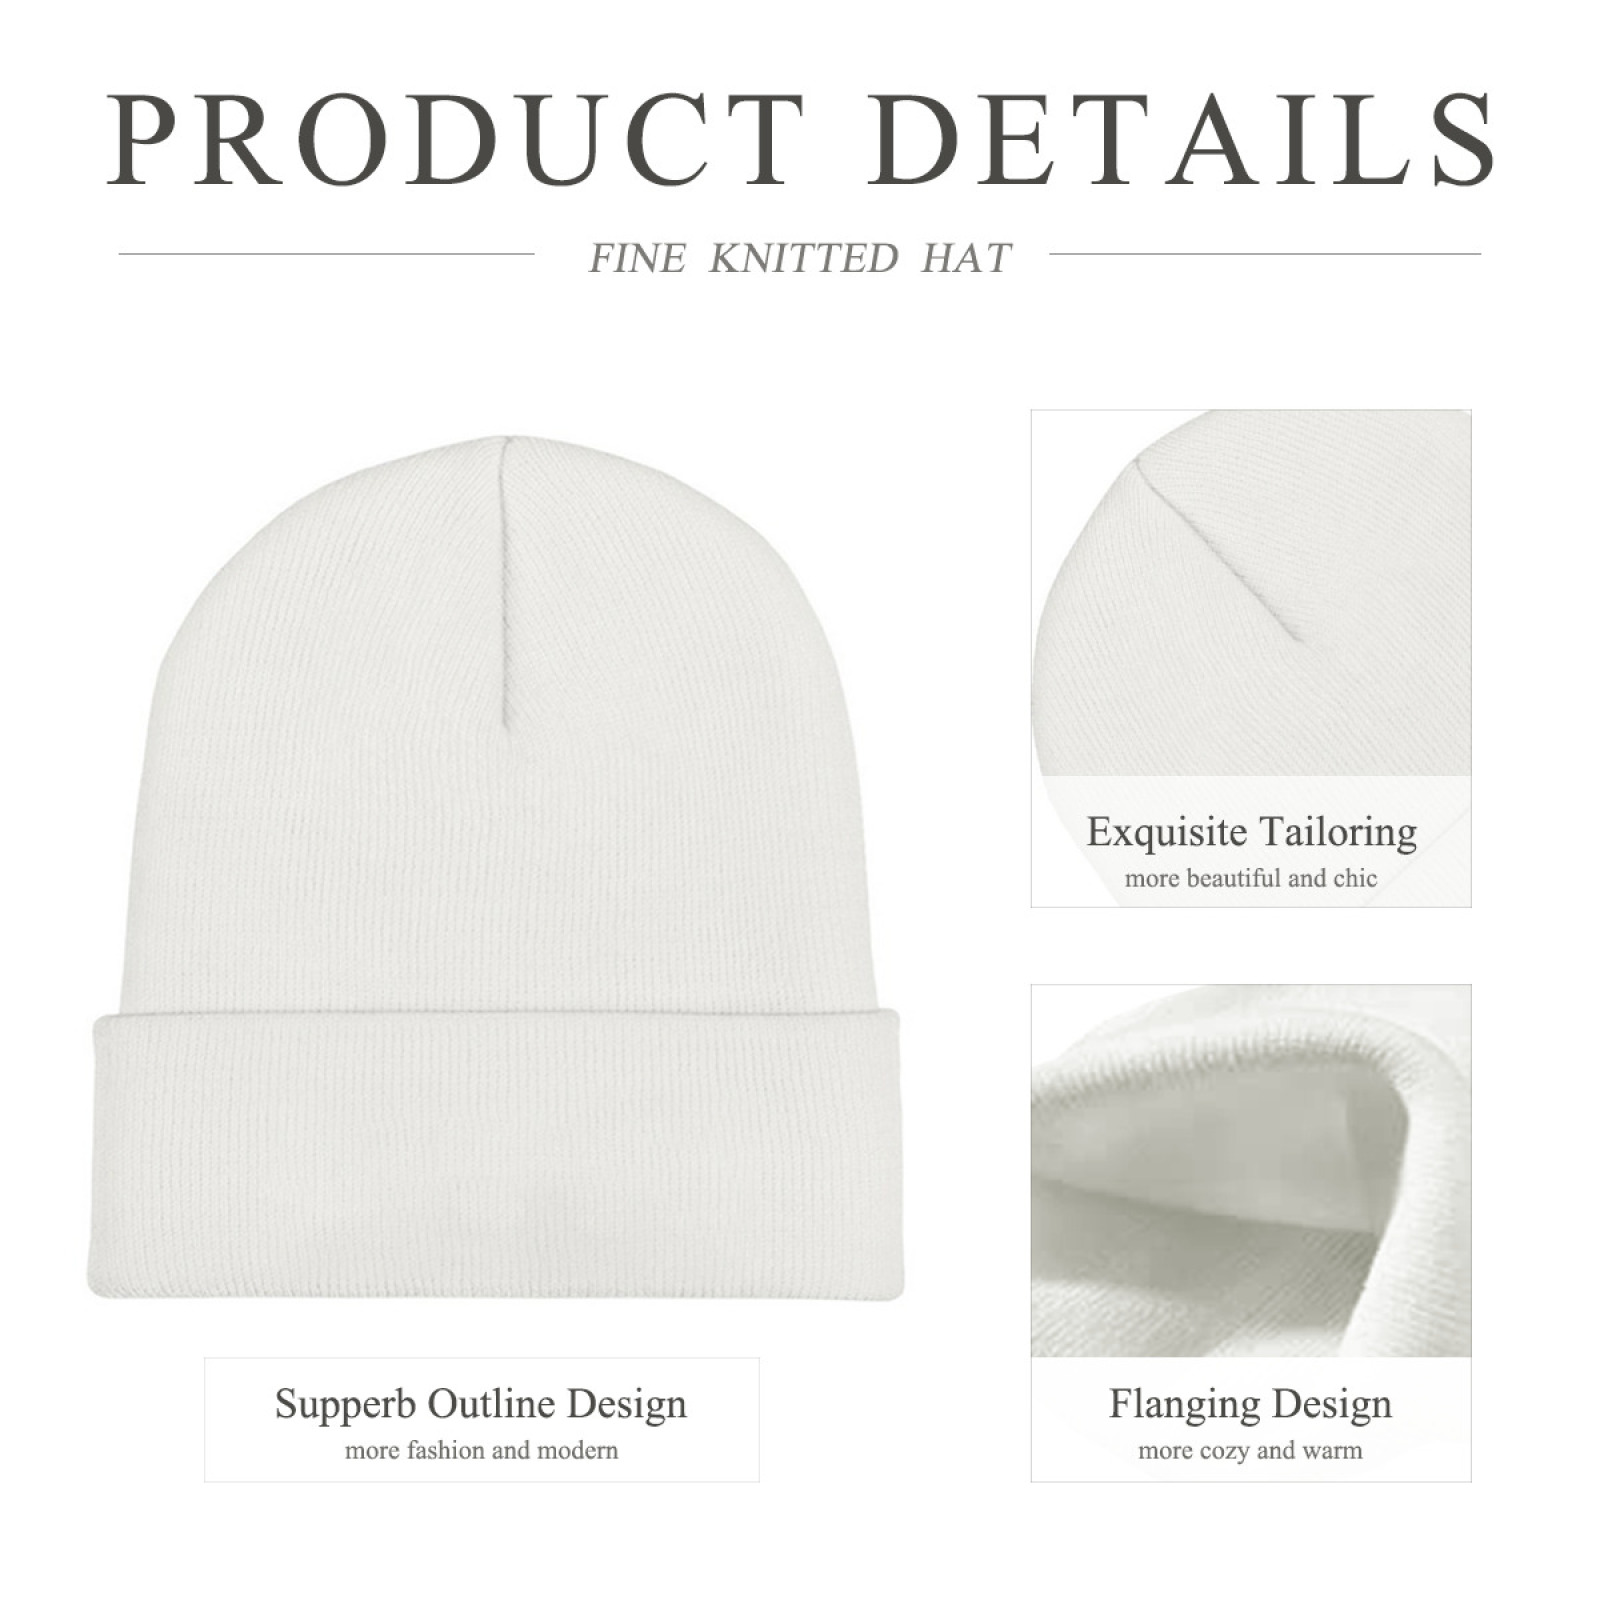 PRODUCT DETAILS
FINE KNITTED HAT
Exquisite Tailoring
more beautiful and chic
Supperb Outline Design
more fashion and modern
Flanging Design
more cozy and warm